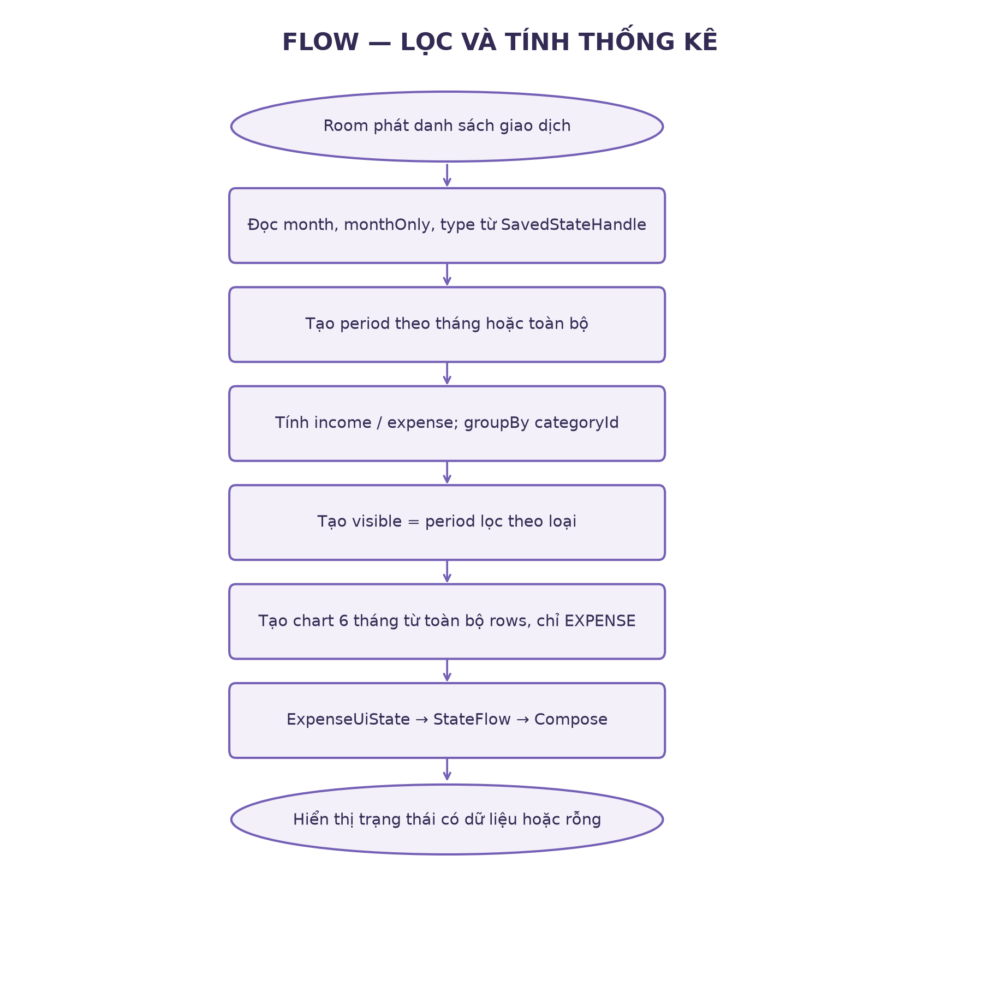 FLOW — LỌC VÀ TÍNH THỐNG KÊ
Room phát danh sách giao dịch
Đọc month, monthOnly, type từ SavedStateHandle
Tạo period theo tháng hoặc toàn bộ
Tính income / expense; groupBy categoryId
Tạo visible = period lọc theo loại
Tạo chart 6 tháng từ toàn bộ rows, chỉ EXPENSE
ExpenseUiState → StateFlow → Compose
Hiển thị trạng thái có dữ liệu hoặc rỗng